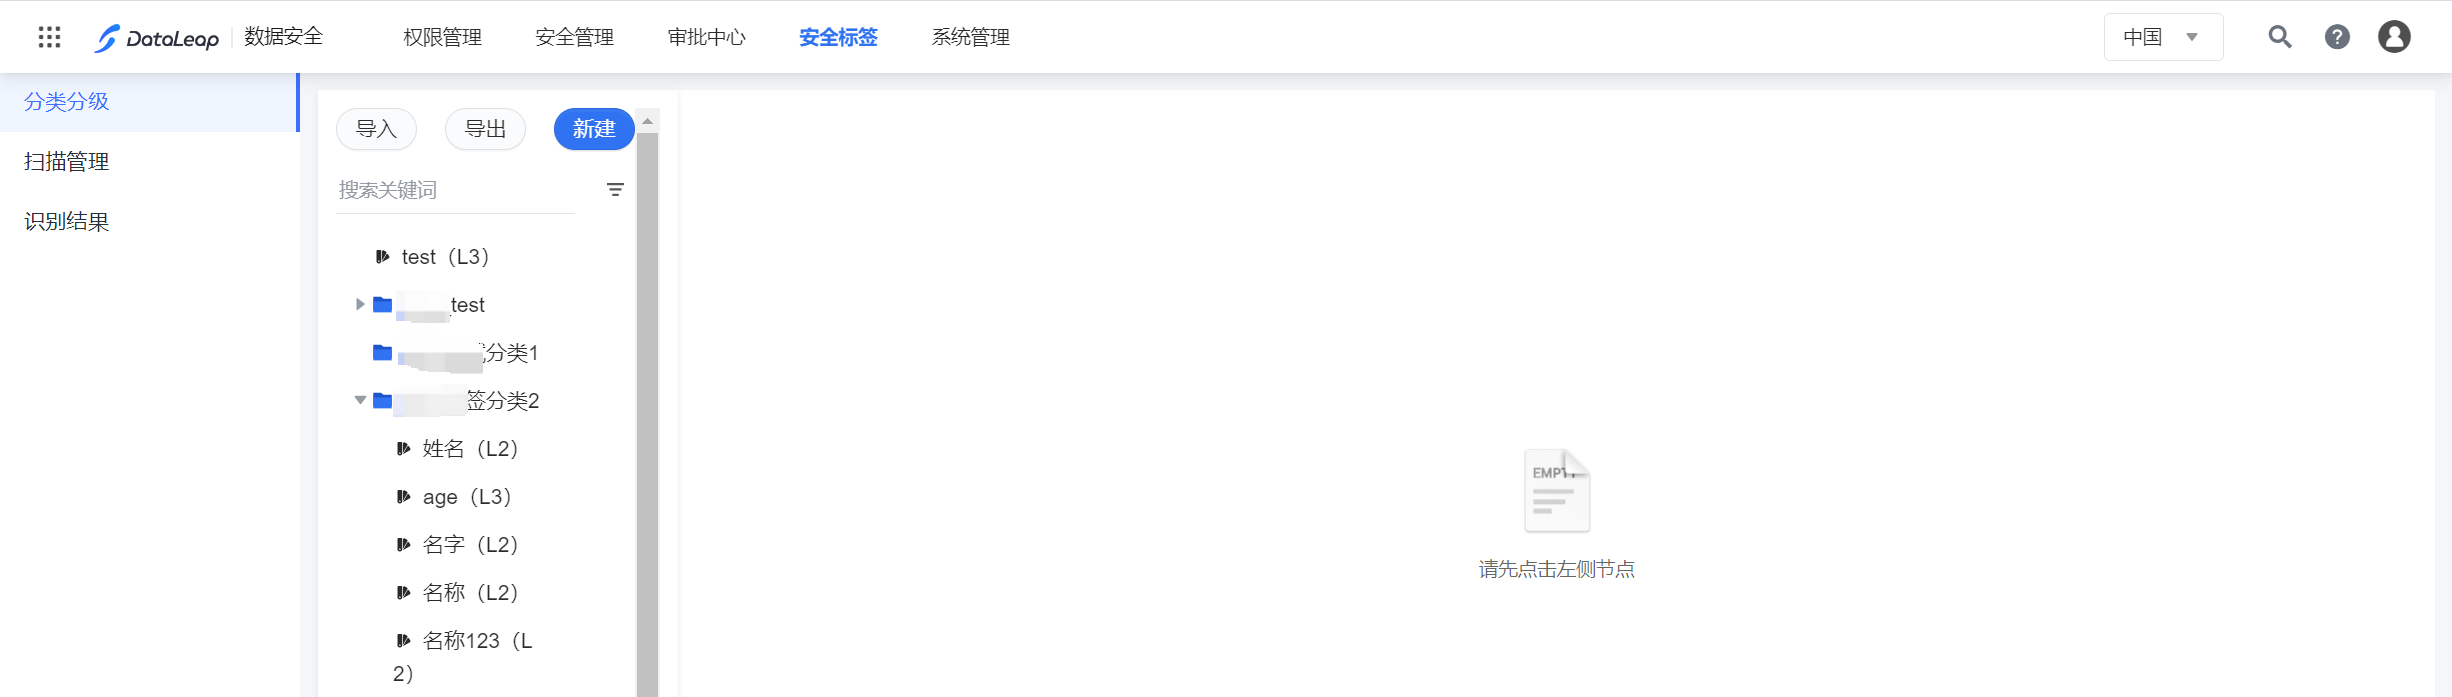 DataLeap 数据安全 权限管理 安全管理 审批中心 安全标签 系统管理 中国
分类分级
扫描管理
识别结果
导入 导出 新建
搜索关键词
test（L3）
test
分类1
签分类2
姓名（L2）
age（L3）
名字（L2）
名称（L2）
名称123（L
2）
EMPTY
请先点击左侧节点